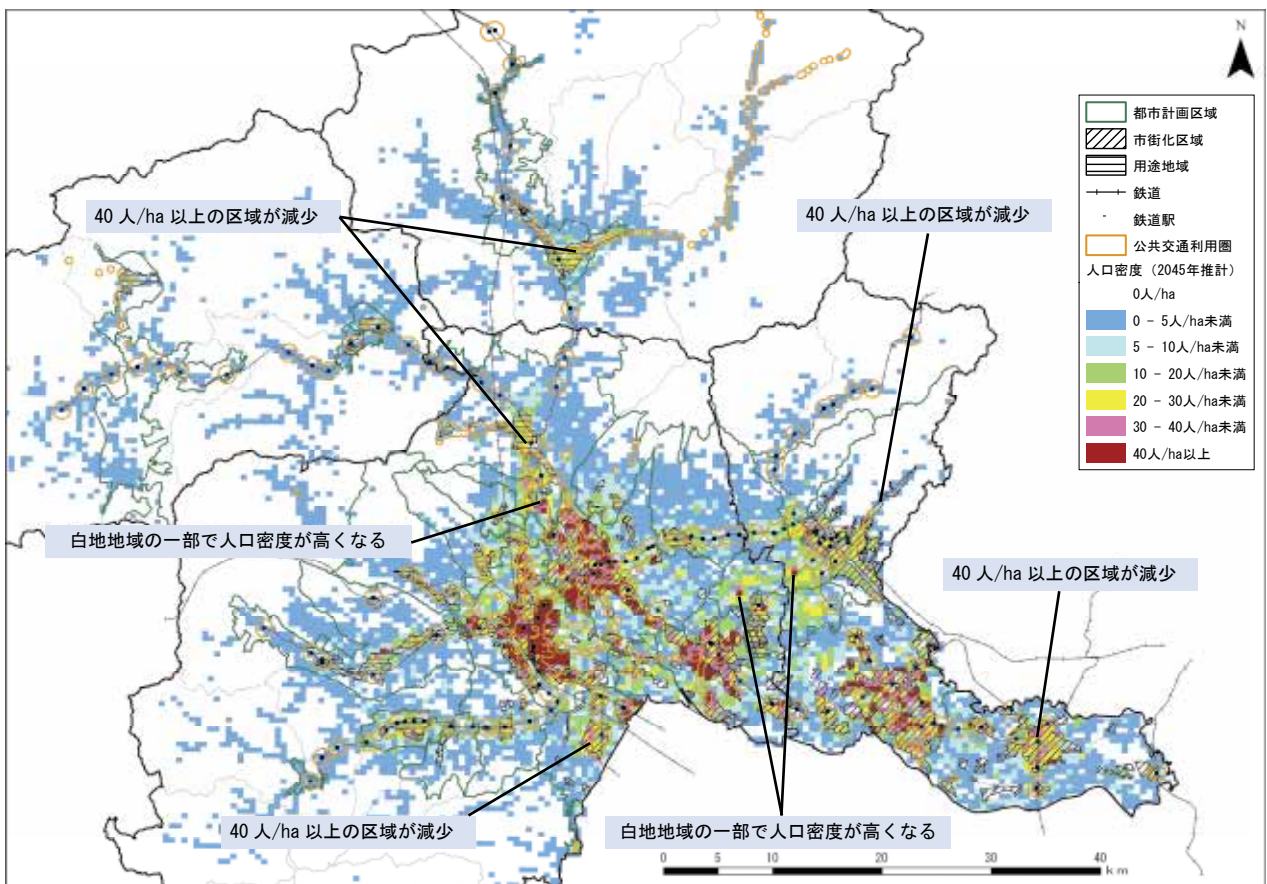 N
都市計画区域
市街化区域
用途地域
鉄道
鉄道駅
公共交通利用圏
人口密度（2045年推計）
0人/ha
0 - 5人/ha未満
5 - 10人/ha未満
10 - 20人/ha未満
20 - 30人/ha未満
30 - 40人/ha未満
40人/ha以上
40 人/ha 以上の区域が減少
40 人/ha 以上の区域が減少
白地地域の一部で人口密度が高くなる
40 人/ha 以上の区域が減少
40 人/ha 以上の区域が減少
白地地域の一部で人口密度が高くなる
0 5 10 20 30 40
km